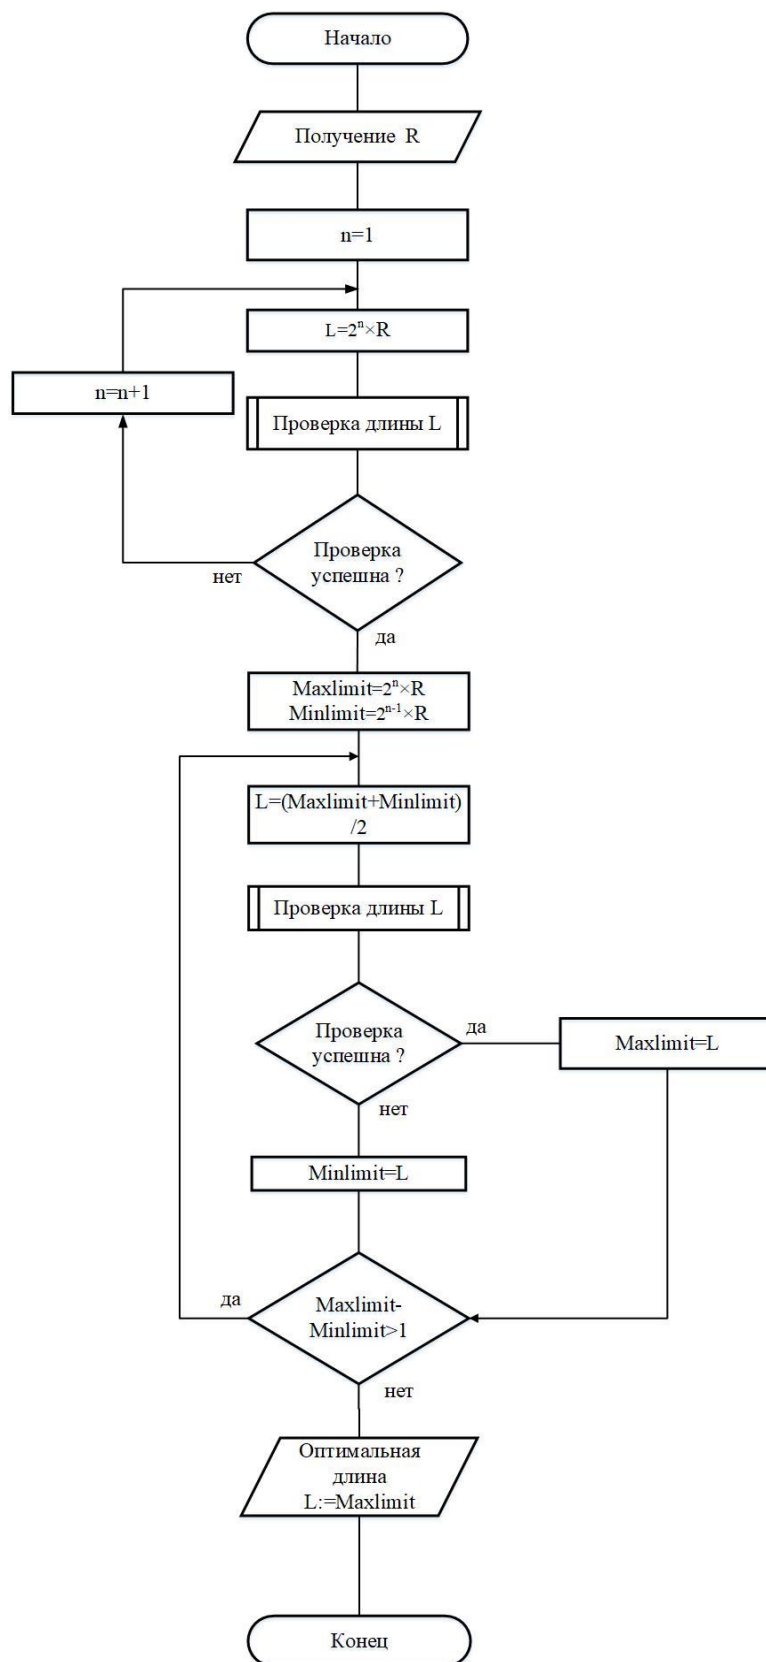 Начало
Получение R
n=1
L=2ⁿ×R
n=n+1
Проверка длины L
Проверка
успешна ?
нет
да
Maxlimit=2ⁿ×R
Minlimit=2ⁿ⁻¹×R
L=(Maxlimit+Minlimit)
/2
Проверка длины L
Проверка
успешна ?
да
Maxlimit=L
нет
Minlimit=L
да
Maxlimit-
Minlimit>1
нет
Оптимальная
длина
L:=Maxlimit
Конец